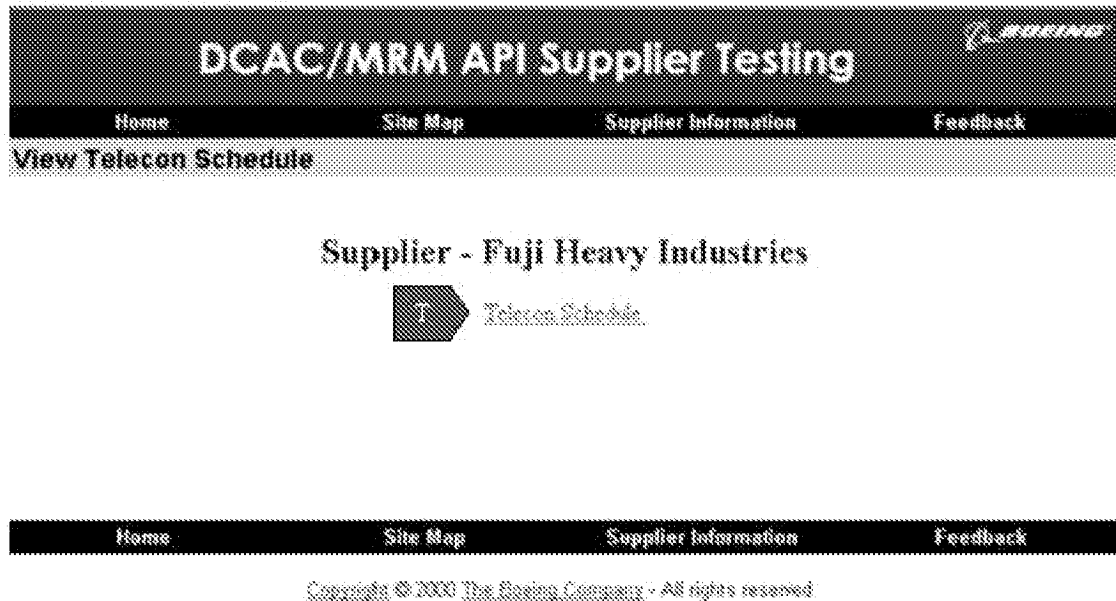 BOEING
DCAC/MRM API Supplier Testing
Home Site Map Supplier Information Feedback
View Telecon Schedule
Supplier - Fuji Heavy Industries
T Telecon Schedule
Home Site Map Supplier Information Feedback
Copyright © 2000 The Boeing Company - All rights reserved